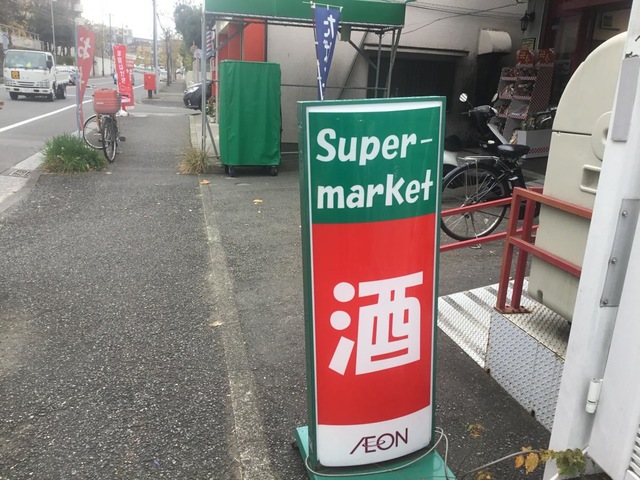 Super-
market
酒
ÆON